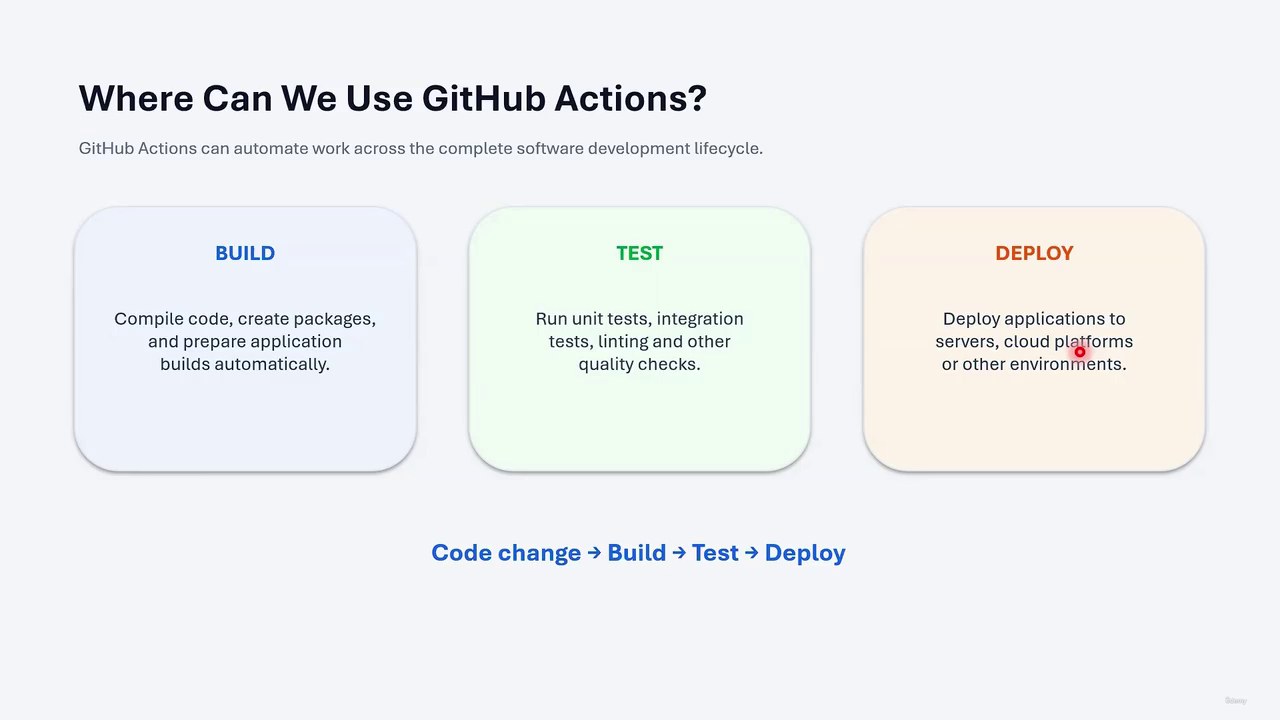 Where Can We Use GitHub Actions?
GitHub Actions can automate work across the complete software development lifecycle.
BUILD
Compile code, create packages,
and prepare application
builds automatically.
TEST
Run unit tests, integration
tests, linting and other
quality checks.
DEPLOY
Deploy applications to
servers, cloud platforms
or other environments.
Code change → Build → Test → Deploy
Udemy